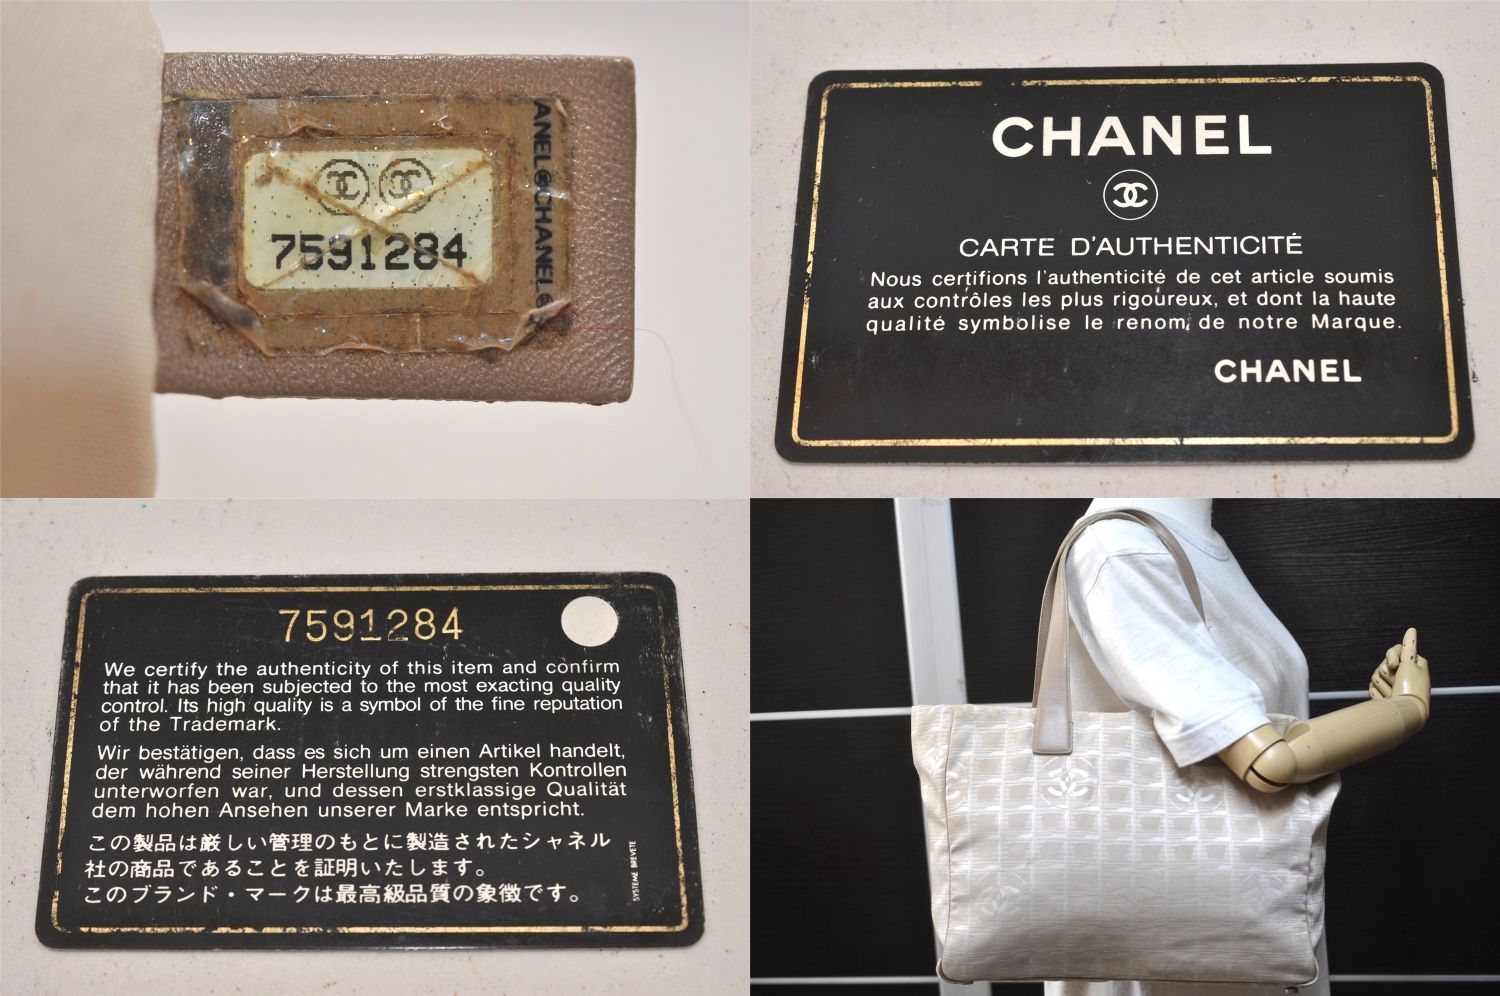 7591284
ANEL CHANEL
CHANEL
CARTE D'AUTHENTICITÉ
Nous certifions l'authenticité de cet article soumis
aux contrôles les plus rigoureux, et dont la haute
qualité symbolise le renom de notre Marque.
CHANEL
7591284
We certify the authenticity of this item and confirm
that it has been subjected to the most exacting quality
control. Its high quality is a symbol of the fine reputation
of the Trademark.
Wir bestätigen, dass es sich um einen Artikel handelt,
der während seiner Herstellung strengsten Kontrollen
unterworfen war, und dessen erstklassige Qualität
dem hohen Ansehen unserer Marke entspricht.
この製品は厳しい管理のもとに製造されたシャネル
社の商品であることを証明いたします。
このブランド・マークは最高級品質の象徴です。
SYSTEME BREVETE